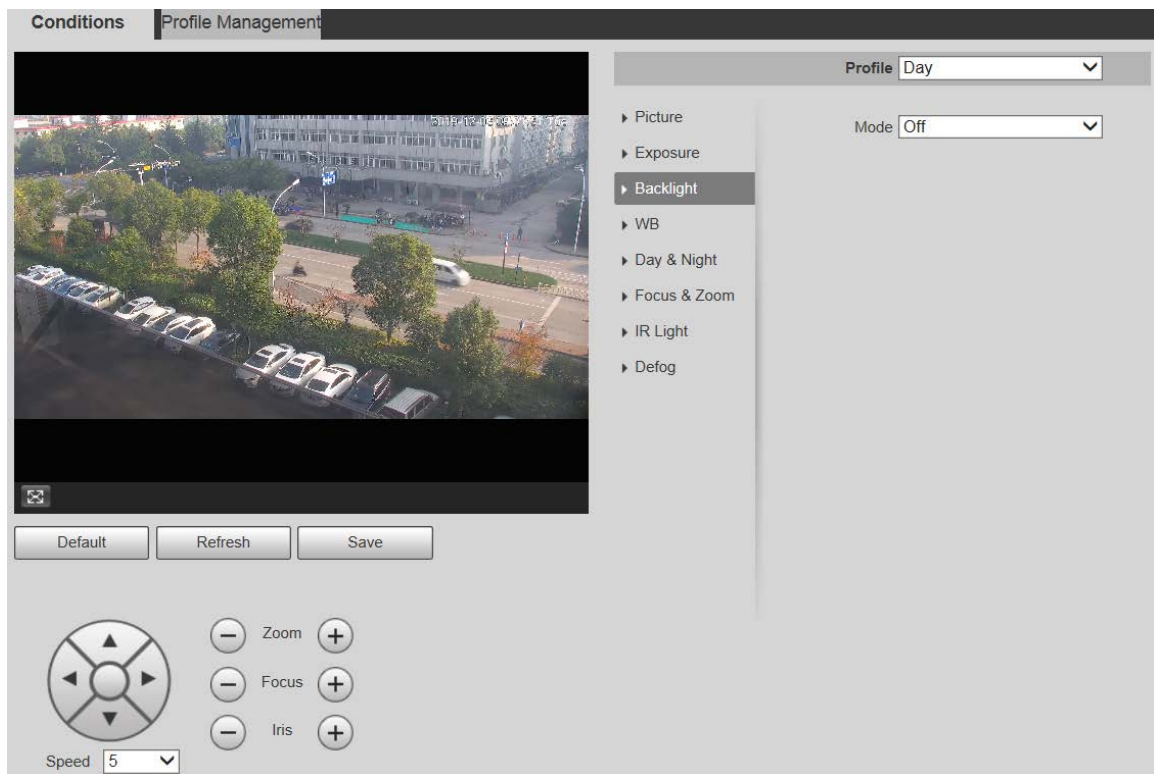 Conditions Profile Management
Profile Day
Picture
Mode Off
Exposure
Backlight
WB
Day & Night
Focus & Zoom
IR Light
Defog
Default Refresh Save
Zoom
Focus
Iris
Speed 5